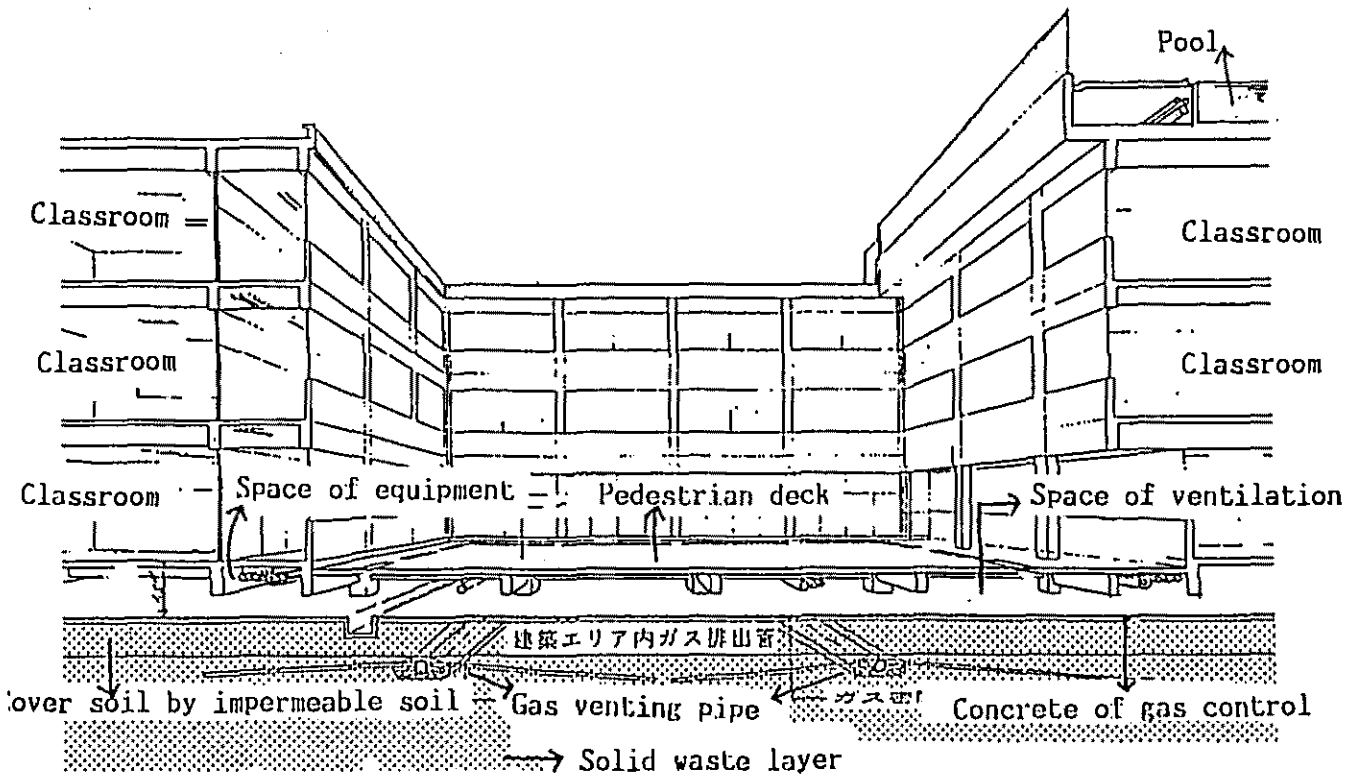 Pool
Classroom
Classroom
Classroom
Classroom
Classroom
Space of equipment
Pedestrian deck
Space of ventilation
建築エリア内ガス排出管
over soil by impermeable soil
Gas venting pipe
ガス
Concrete of gas control
Solid waste layer